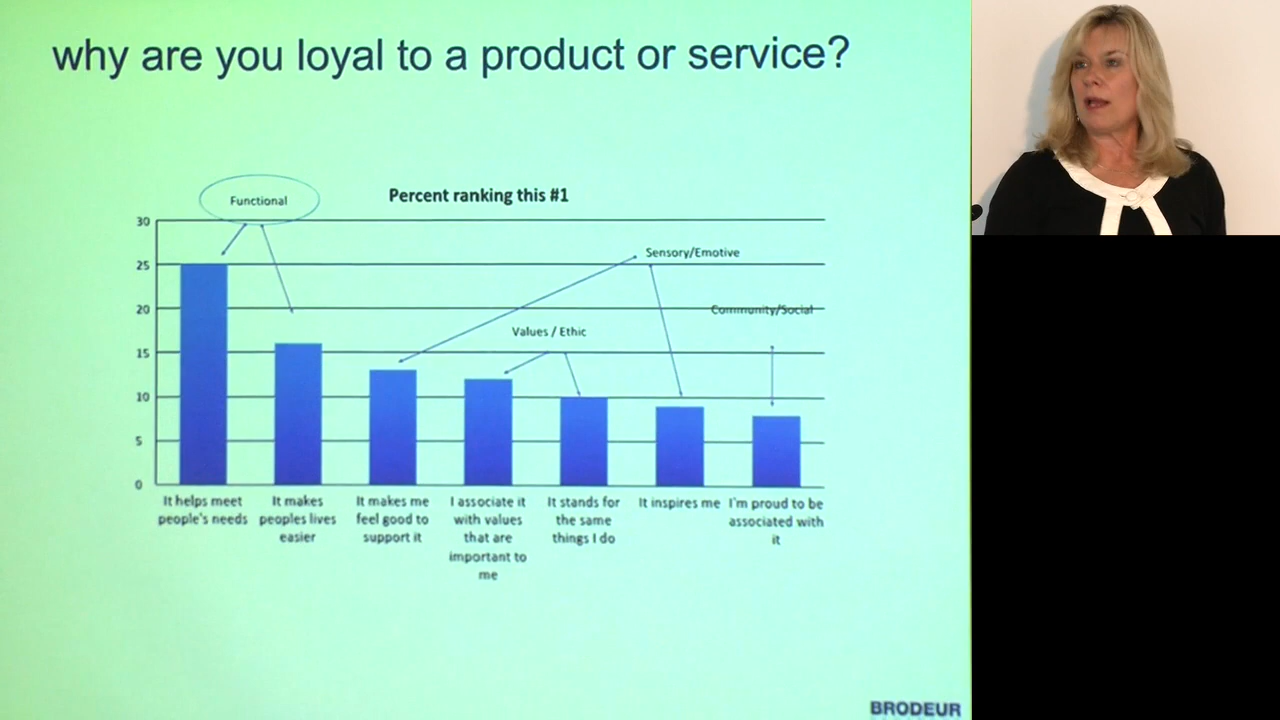 why are you loyal to a product or service?
Percent ranking this #1
Functional
Sensory/Emotive
Community/Social
Values / Ethic
30
25
20
15
10
5
0
It helps meet
people's needs
It makes
peoples lives
easier
It makes me
feel good to
support it
I associate it
with values
that are
important to
me
It stands for
the same
things I do
It inspires me
I'm proud to be
associated with
it
BRODEUR